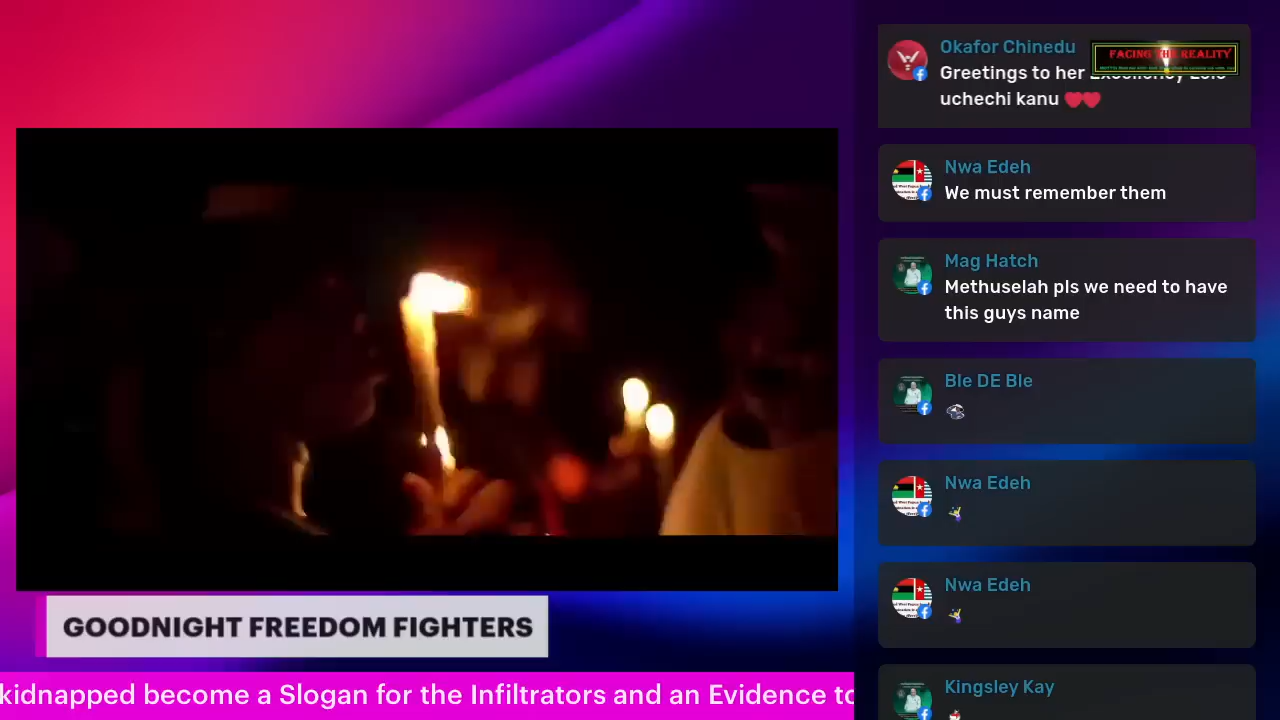 Okafor Chinedu
FACING THE REALITY
Greetings to her Excellency Lolo
uchechi kanu ❤️❤️
Nwa Edeh
We must remember them
Mag Hatch
Methuselah pls we need to have
this guys name
Ble DE Ble
Nwa Edeh
Nwa Edeh
Kingsley Kay
GOODNIGHT FREEDOM FIGHTERS
kidnapped become a Slogan for the Infiltrators and an Evidence to